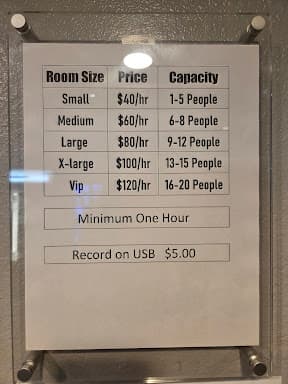 Room Size Price Capacity
Small $40/hr 1-5 People
Medium $60/hr 6-8 People
Large $80/hr 9-12 People
X-large $100/hr 13-15 People
Vip $120/hr 16-20 People
Minimum One Hour
Record on USB $5.00